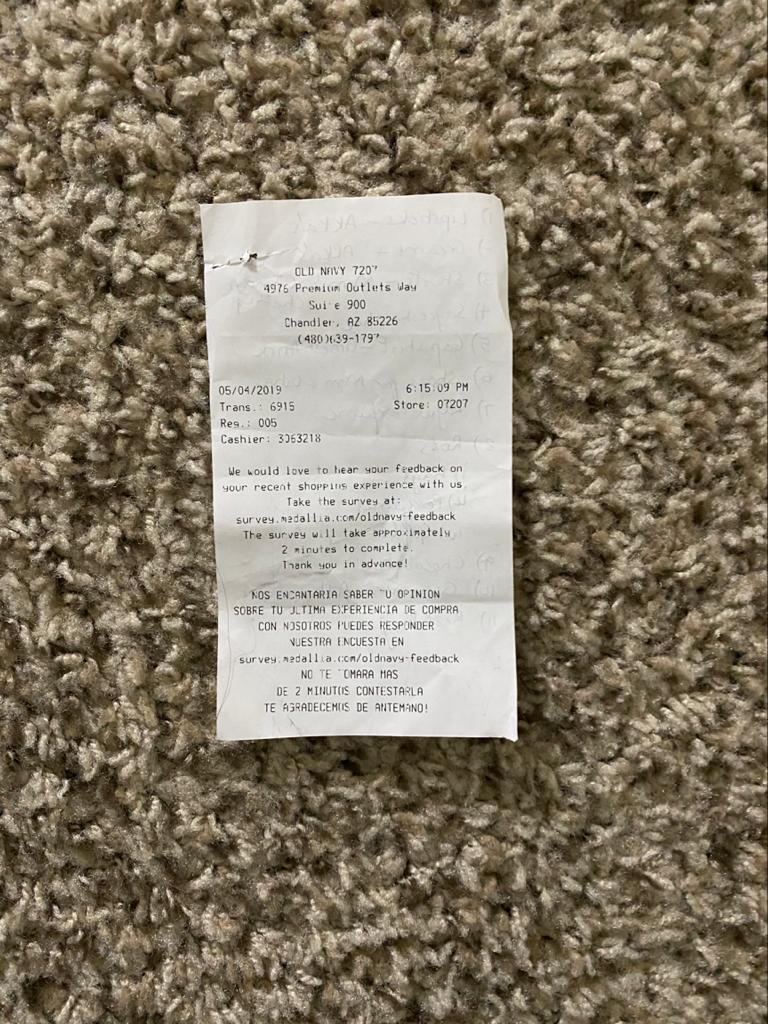 OLD NAVY 7207
4976 Premium Outlets Way
Suite 900
Chandler, AZ 85226
(480)639-1797
05/04/2019 6:15:09 PM
Trans.: 6915 Store: 07207
Reg.: 005
Cashier: 3063218
We would love to hear your feedback on
your recent shopping experience with us
Take the survey at:
survey.medallia.com/oldnavy-feedback
The survey will take approximately
2 minutes to complete.
Thank you in advance!
NOS ENCANTARIA SABER TU OPINION
SOBRE TU ULTIMA EXPERIENCIA DE COMPRA
CON NOSOTROS PUEDES RESPONDER
NUESTRA ENCUESTA EN
survey.medallia.com/oldnavy-feedback
NO TE TOMARA MAS
DE 2 MINUTOS CONTESTARLA
TE AGRADECEMOS DE ANTEMANO!